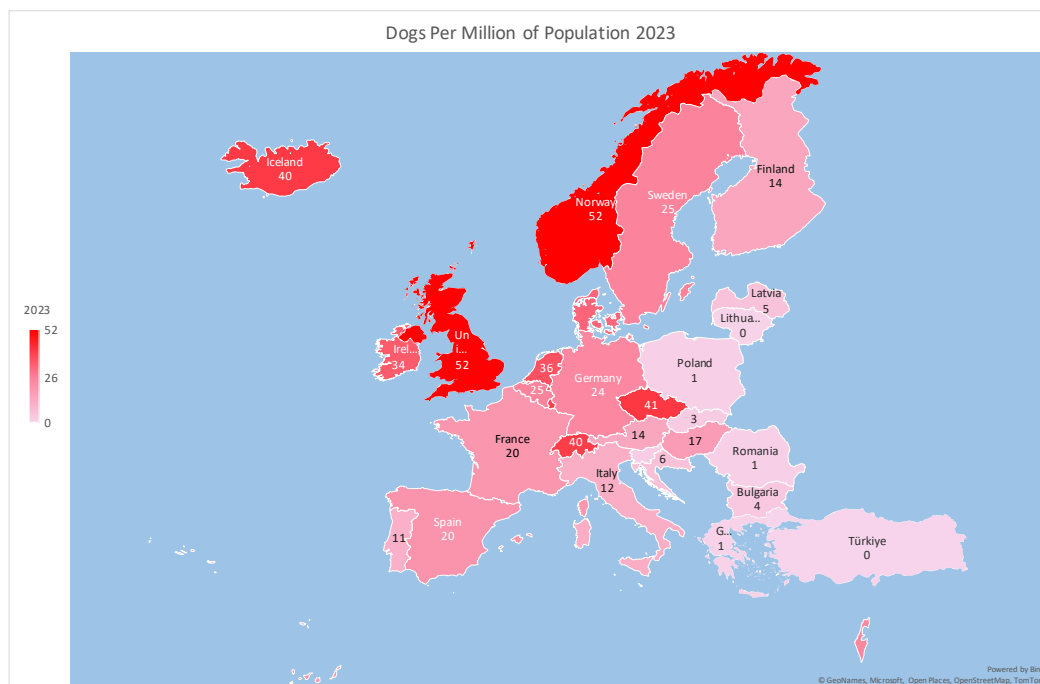 Dogs Per Million of Population 2023
Iceland
40
Norway
52
Sweden
25
Finland
14
Latvia
5
Lithua...
0
2023
52
26
0
Irel...
34
Un
i...
52
36
25
Germany
24
Poland
1
41
3
France
20
40
14
17
6
Romania
1
Italy
12
Bulgaria
4
Spain
20
11
G...
1
Türkiye
0
Powered by Bin
© GeoNames, Microsoft, Open Places, OpenStreetMap, TomTom